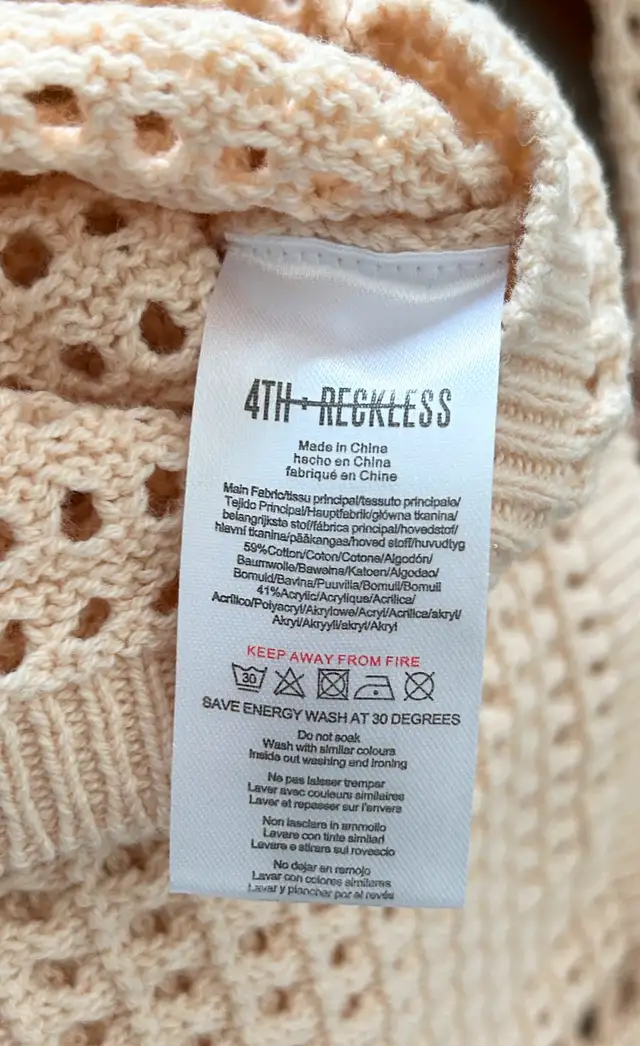 4TH + RECKLESS
Made in China
hecho en China
fabriqué en Chine
Main Fabric/tissu principal/tessuto principale/
Tejido Principal/Hauptfabrik/główna tkanina/
belangrijkste stof/fábrica principal/hovedstof/
hlavní tkanina/pääkangas/hoved stoff/huvudtyg
59%Cotton/Coton/Cotone/Algodón/
Baumwolle/Bawełna/Katoen/Algodao/
Bomuld/Bavlna/Puuvilla/Bomull/Bomull
41%Acrylic/Acrylique/Acrilica/
Acrílico/Polyacryl/Akrylowe/Acryl/Acrílica/akryl/
Akryl/Akryyli/akryl/Akryl
KEEP AWAY FROM FIRE
30
SAVE ENERGY WASH AT 30 DEGREES
Do not soak
Wash with similar colours
Inside out washing and ironing
Ne pas laisser tremper
Laver avec couleurs similaires
Laver et repasser sur l'envers
Non lasciare in ammollo
Lavare con tinte similari
Lavare e stirare sul rovescio
No dejar en remojo
Lavar con colores similares
Lavar y planchar por el revés